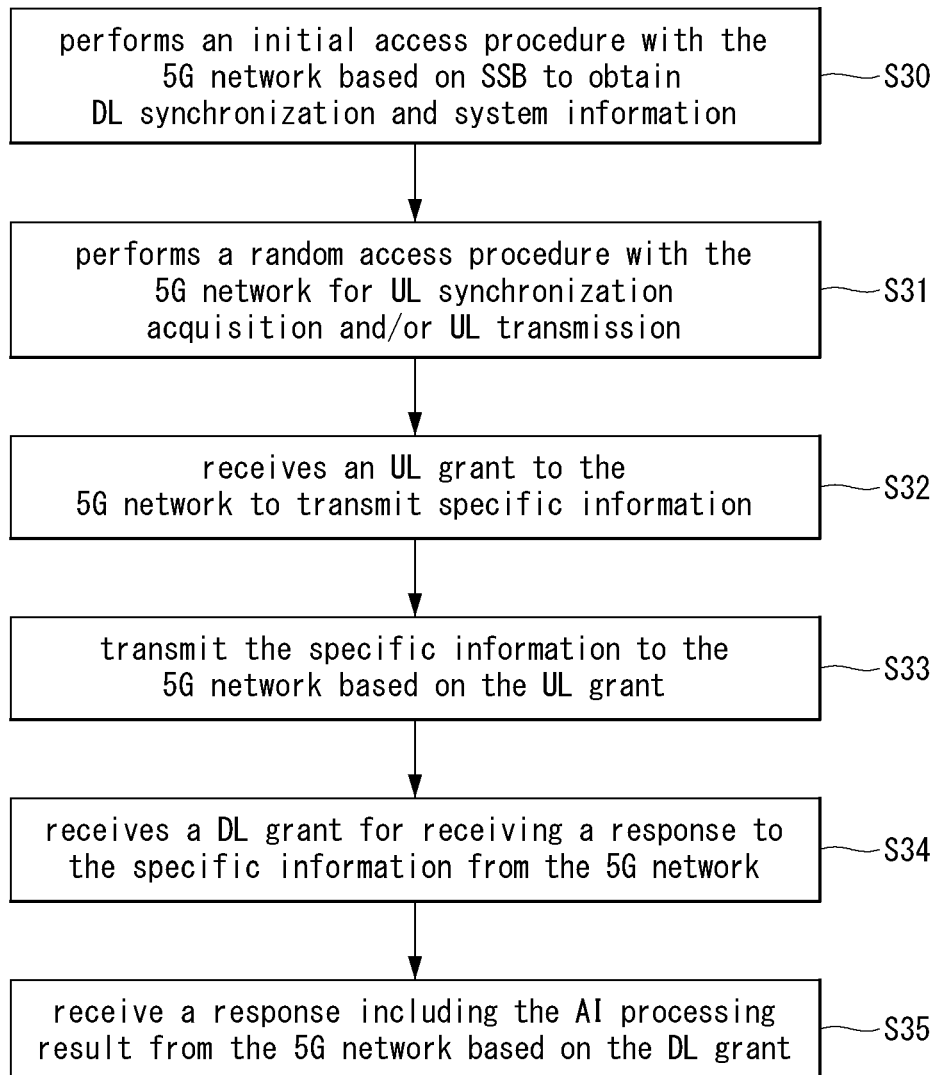 performs an initial access procedure with the
5G network based on SSB to obtain
DL synchronization and system information
S30
performs a random access procedure with the
5G network for UL synchronization
acquisition and/or UL transmission
S31
receives an UL grant to the
5G network to transmit specific information
S32
transmit the specific information to the
5G network based on the UL grant
S33
receives a DL grant for receiving a response to
the specific information from the 5G network
S34
receive a response including the AI processing
result from the 5G network based on the DL grant
S35